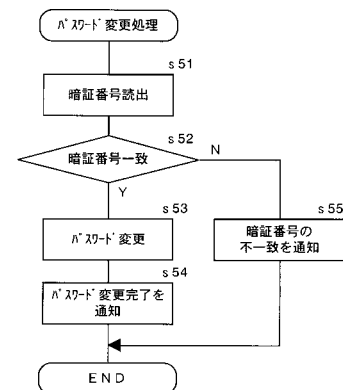 パスワード変更処理
s51
暗証番号読出
s52
暗証番号一致
N
Y
s53
パスワード変更
s55
暗証番号の
不一致を通知
s54
パスワード変更完了を
通知
END